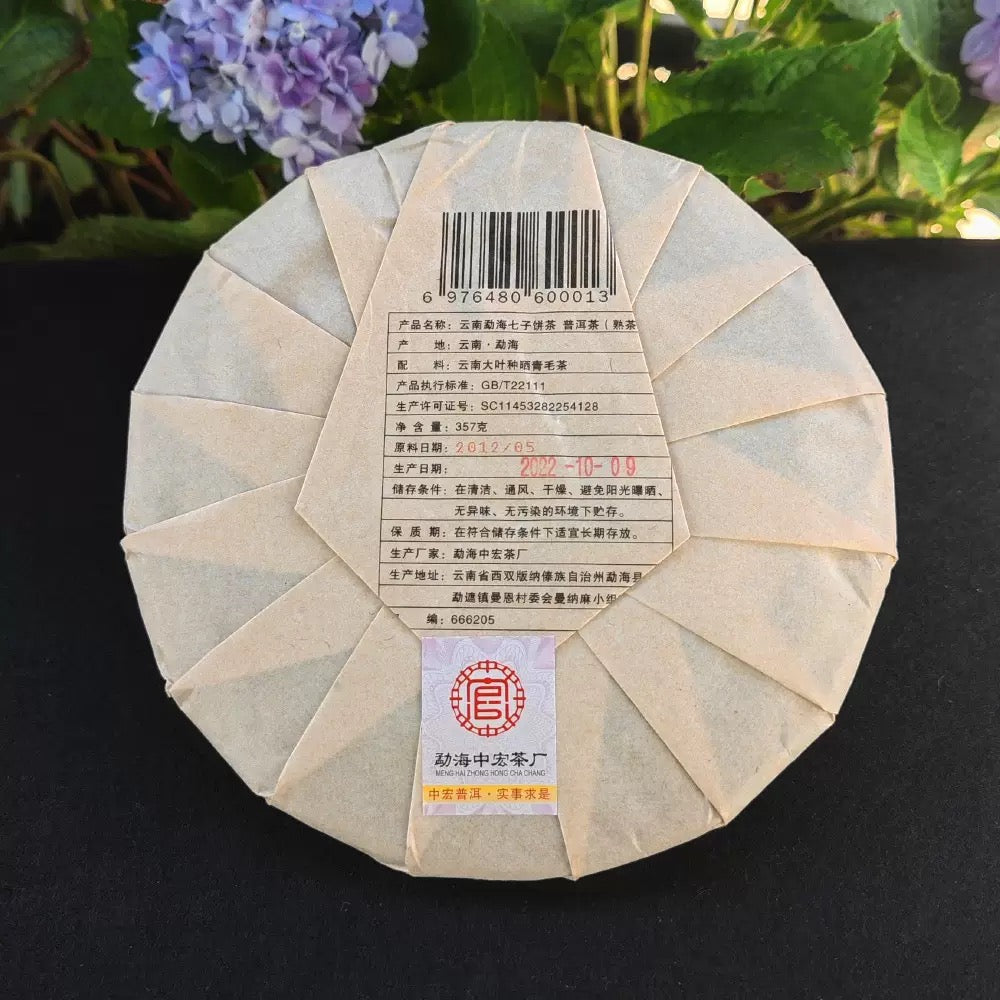 6 976480 600013
产品名称：云南勐海七子饼茶 普洱茶（熟茶
产 地：云南·勐海
配 料：云南大叶种晒青毛茶
产品执行标准：GB/T22111
生产许可证号：SC11453282254128
净 含 量：357克
原料日期：2012/05
生产日期：2022-10-09
储存条件：在清洁、通风、干燥、避免阳光曝晒、
无异味、无污染的环境下贮存。
保 质 期：在符合储存条件下适宜长期存放。
生产厂家：勐海中宏茶厂
生产地址：云南省西双版纳傣族自治州勐海县
勐遮镇曼恩村委会曼纳麻小组
编：666205
官
勐海中宏茶厂
MENG HAI ZHONG HONG CHA CHANG
中宏普洱·实事求是